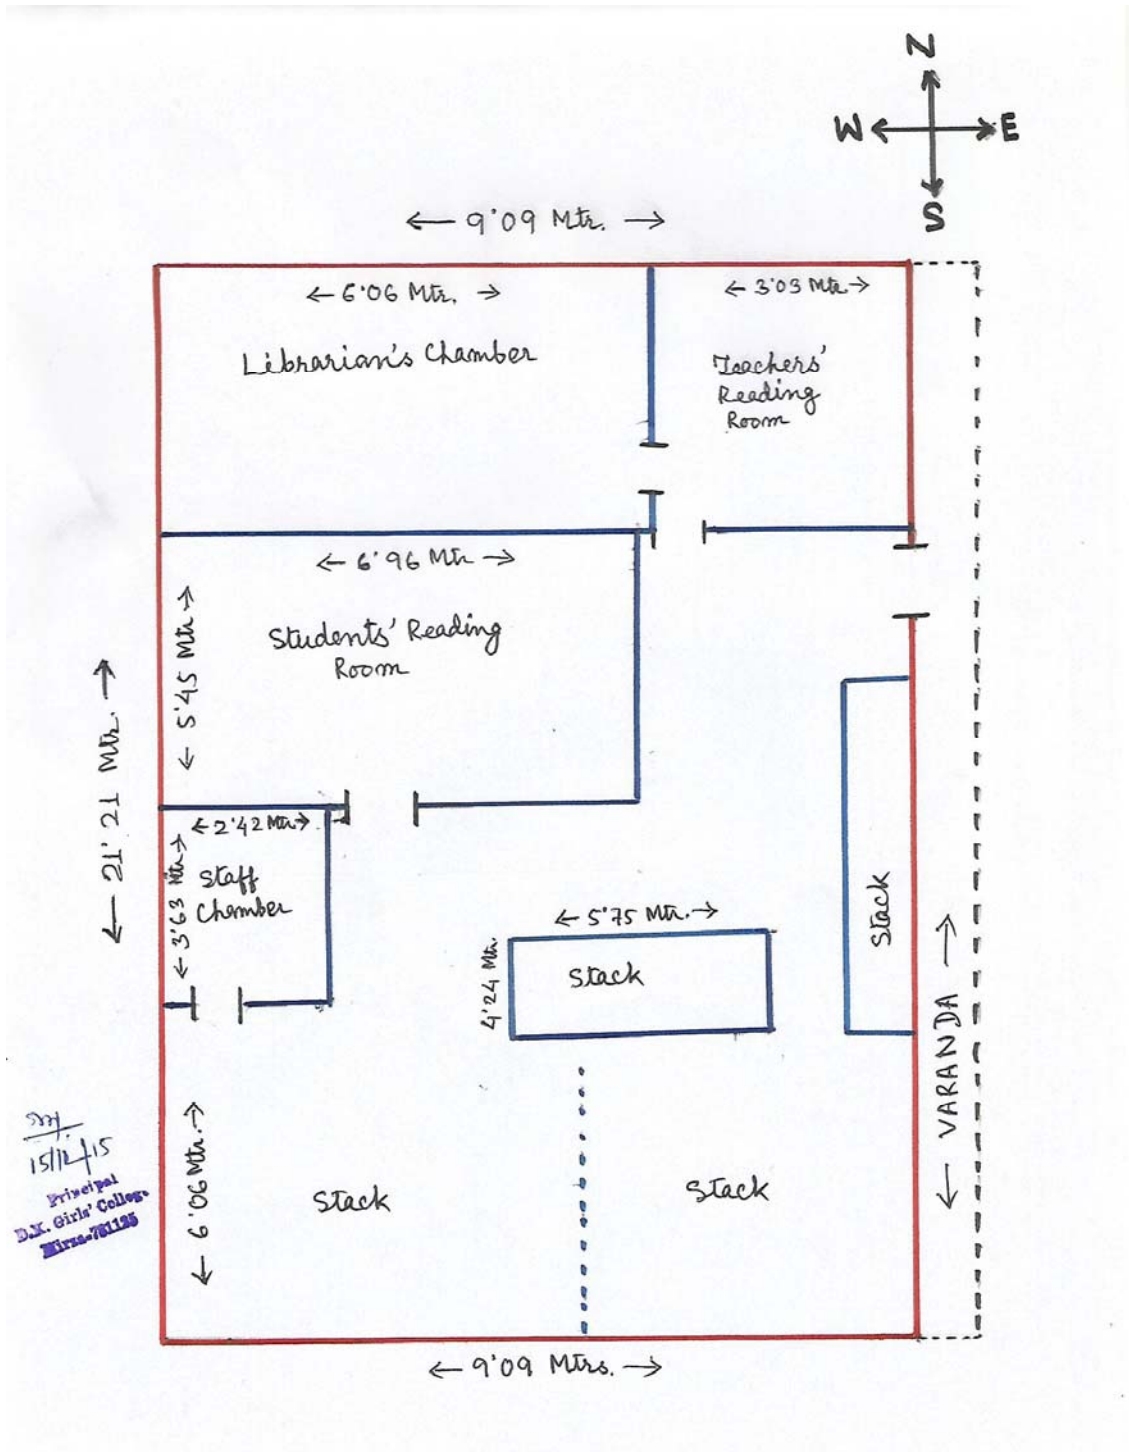 N
W E
S
9'09 Mtr.
6'06 Mtr.
3'03 Mtr.
Librarian's Chamber
Teachers'
Reading
Room
6'96 Mtr
Students' Reading
Room
5'45 Mtr
21'21 Mtr.
2'42 Mtr
3'63 Mtr
Staff
Chamber
5'75 Mtr.
4'24 Mtr.
Stack
Stack
VARANDA
6'06 Mtr.
Stack
Stack
15/12/15
Principal
D.K. Girls' College
Mirza-781125
9'09 Mtrs.